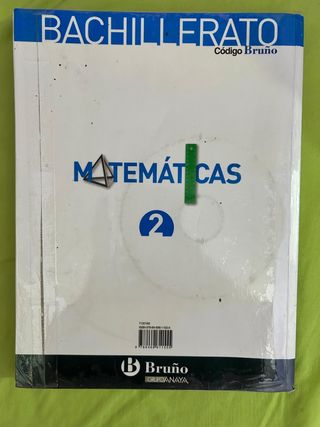 BACHILLERATO
Código Bruño
MATEMÁTICAS
2
Bruño
GRUPO ANAYA